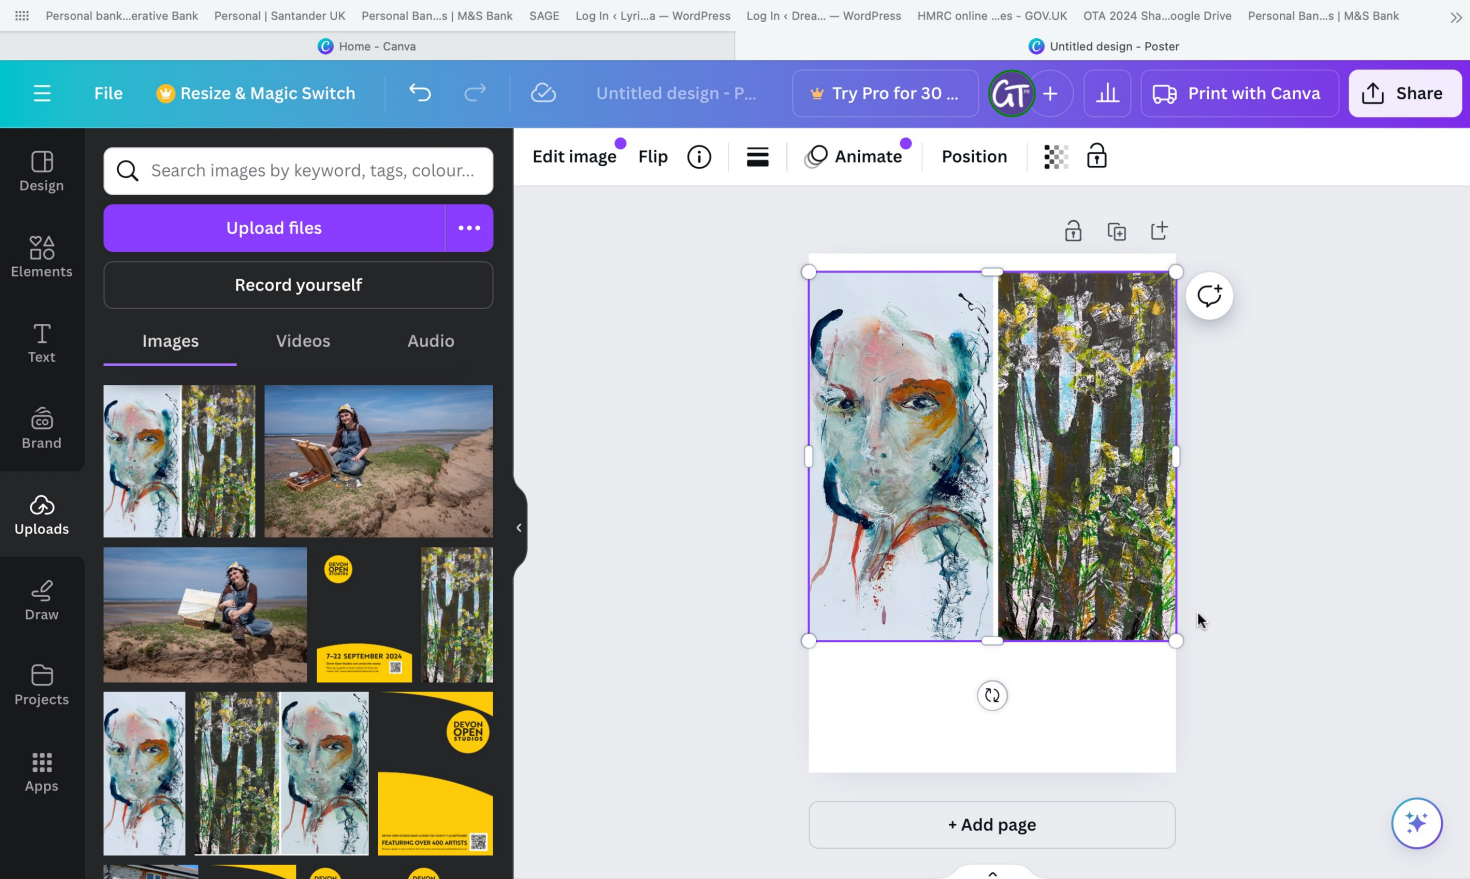 Personal bank...erative Bank
Personal | Santander UK
Personal Ban...s | M&S Bank
SAGE
Log In ‹ Lyri...a — WordPress
Log In ‹ Drea... — WordPress
HMRC online ...es - GOV.UK
OTA 2024 Sha...oogle Drive
Personal Ban...s | M&S Bank
Home - Canva
Untitled design - Poster
File
Resize & Magic Switch
Untitled design - P...
Try Pro for 30 ...
GT
Print with Canva
Share
Design
Elements
Text
Brand
Uploads
Draw
Projects
Apps
Search images by keyword, tags, colour...
Upload files
Record yourself
Images
Videos
Audio
DEVON
OPEN
STUDIOS
7–22 SEPTEMBER 2024
DEVON
OPEN
STUDIOS
FEATURING OVER 400 ARTISTS
DEVON
DEVON
Edit image
Flip
Animate
Position
+ Add page